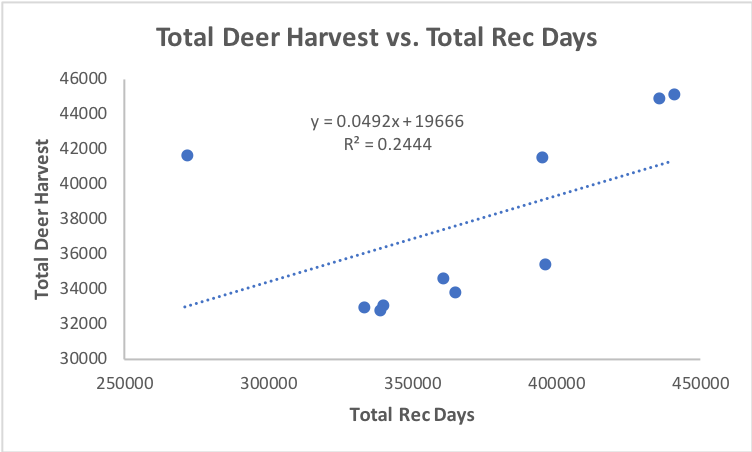 Total Deer Harvest vs. Total Rec Days
46000
44000
42000
40000
38000
36000
34000
32000
30000
Total Deer Harvest
y = 0.0492x + 19666
R² = 0.2444
250000 300000 350000 400000 450000
Total Rec Days